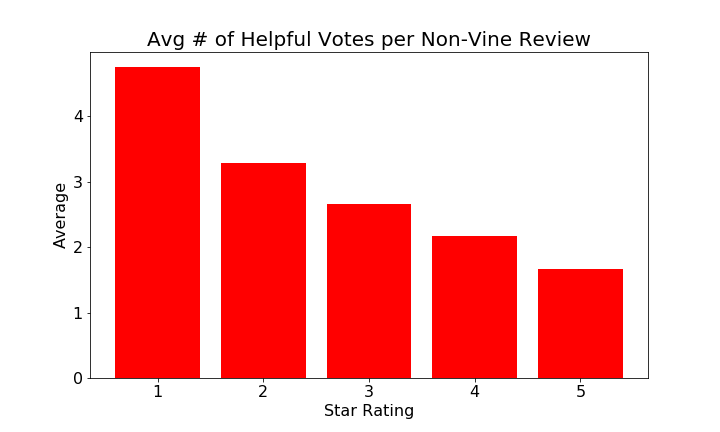 Avg # of Helpful Votes per Non-Vine Review
4
3
2
1
0
Average
1 2 3 4 5
Star Rating